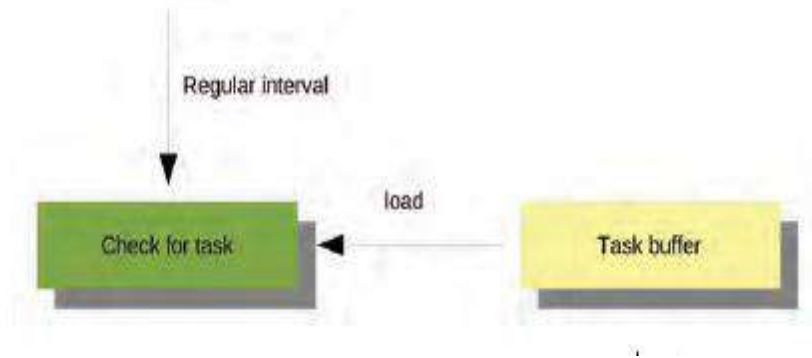 Regular interval
load
Check for task
Task buffer